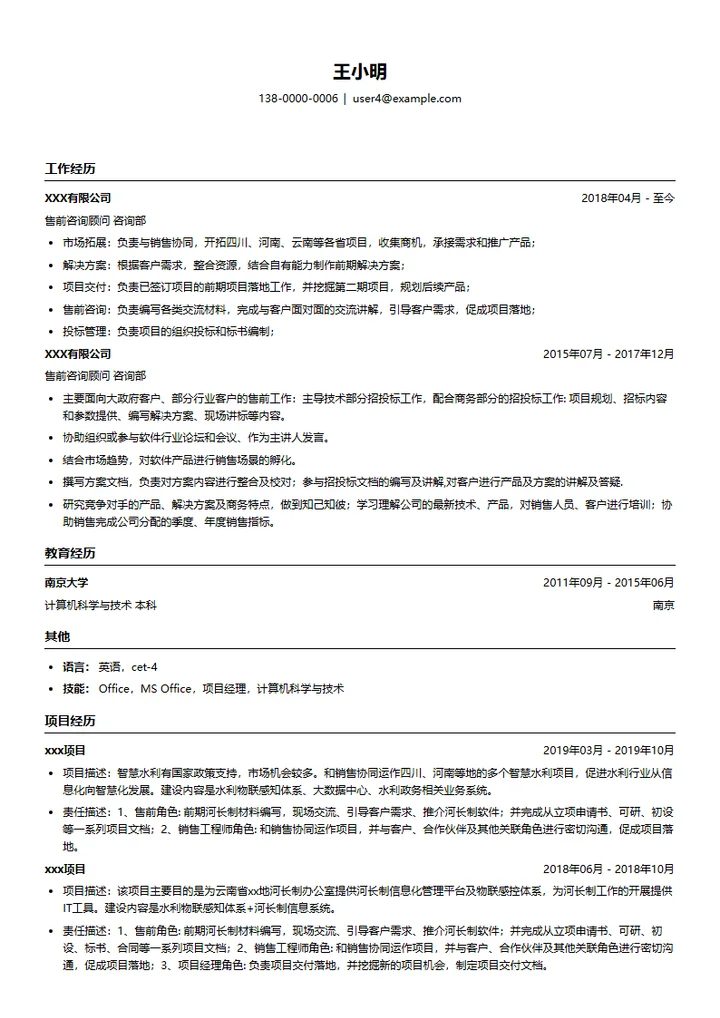 王小明
138-0000-0006 | user4@example.com
工作经历
XXX有限公司 2018年04月 - 至今
售前咨询顾问 咨询部
• 市场拓展：负责与销售协同，开拓四川、河南、云南等各省项目，收集商机，承接需求和推广产品；
• 解决方案：根据客户需求，整合资源，结合自有能力制作前期解决方案；
• 项目交付：负责已签订项目的前期项目落地工作，并挖掘第二期项目，规划后续产品；
• 售前咨询：负责编写各类交流材料，完成与客户面对面的交流讲解，引导客户需求，促成项目落地；
• 投标管理：负责项目的组织投标和标书编制；
XXX有限公司 2015年07月 - 2017年12月
售前咨询顾问 咨询部
• 主要面向大政府客户、部分行业客户的售前工作：主导技术部分招投标工作，配合商务部分的招投标工作: 项目规划、招标内容
和参数提供、编写解决方案、现场讲标等内容。
• 协助组织或参与软件行业论坛和会议、作为主讲人发言。
• 结合市场趋势，对软件产品进行销售场景的孵化。
• 撰写方案文档，负责对方案内容进行整合及校对；参与招投标文档的编写及讲解,对客户进行产品及方案的讲解及答疑.
• 研究竞争对手的产品、解决方案及商务特点，做到知己知彼；学习理解公司的最新技术、产品，对销售人员、客户进行培训；协
助销售完成公司分配的季度、年度销售指标。
教育经历
南京大学 2011年09月 - 2015年06月
计算机科学与技术 本科 南京
其他
• 语言： 英语，cet-4
• 技能： Office，MS Office，项目经理，计算机科学与技术
项目经历
xxx项目 2019年03月 - 2019年10月
• 项目描述：智慧水利有国家政策支持，市场机会较多。和销售协同运作四川、河南等地的多个智慧水利项目，促进水利行业从信
息化向智慧化发展。建设内容是水利物联感知体系、大数据中心、水利政务相关业务系统。
• 责任描述：1、售前角色: 前期河长制材料编写，现场交流、引导客户需求、推介河长制软件；并完成从立项申请书、可研、初设
等一系列项目文档；2、销售工程师角色: 和销售协同运作项目，并与客户、合作伙伴及其他关联角色进行密切沟通，促成项目落
地。
xxx项目 2018年06月 - 2018年10月
• 项目描述：该项目主要目的是为云南省xx地河长制办公室提供河长制信息化管理平台及物联感控体系，为河长制工作的开展提供
IT工具。建设内容是水利物联感知体系+河长制信息系统。
• 责任描述：1、售前角色: 前期河长制材料编写，现场交流、引导客户需求、推介河长制软件；并完成从立项申请书、可研、初
设、标书、合同等一系列项目文档；2、销售工程师角色: 和销售协同运作项目，并与客户、合作伙伴及其他关联角色进行密切沟
通，促成项目落地；3、项目经理角色: 负责项目交付落地，并挖掘新的项目机会，制定项目交付文档。